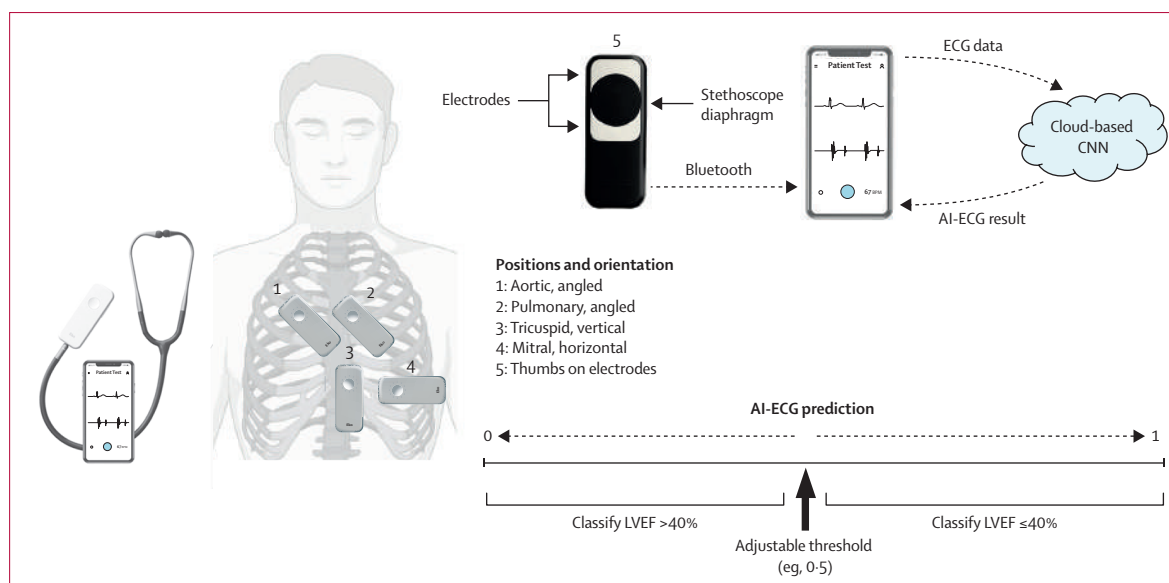 5
Electrodes
Stethoscope
diaphragm
Bluetooth
Patient Test
67 BPM
ECG data
Cloud-based
CNN
AI-ECG result
1
2
3
4
Patient Test
67 BPM
Positions and orientation
1: Aortic, angled
2: Pulmonary, angled
3: Tricuspid, vertical
4: Mitral, horizontal
5: Thumbs on electrodes
AI-ECG prediction
0
1
Classify LVEF >40%
Classify LVEF ≤40%
Adjustable threshold
(eg, 0·5)